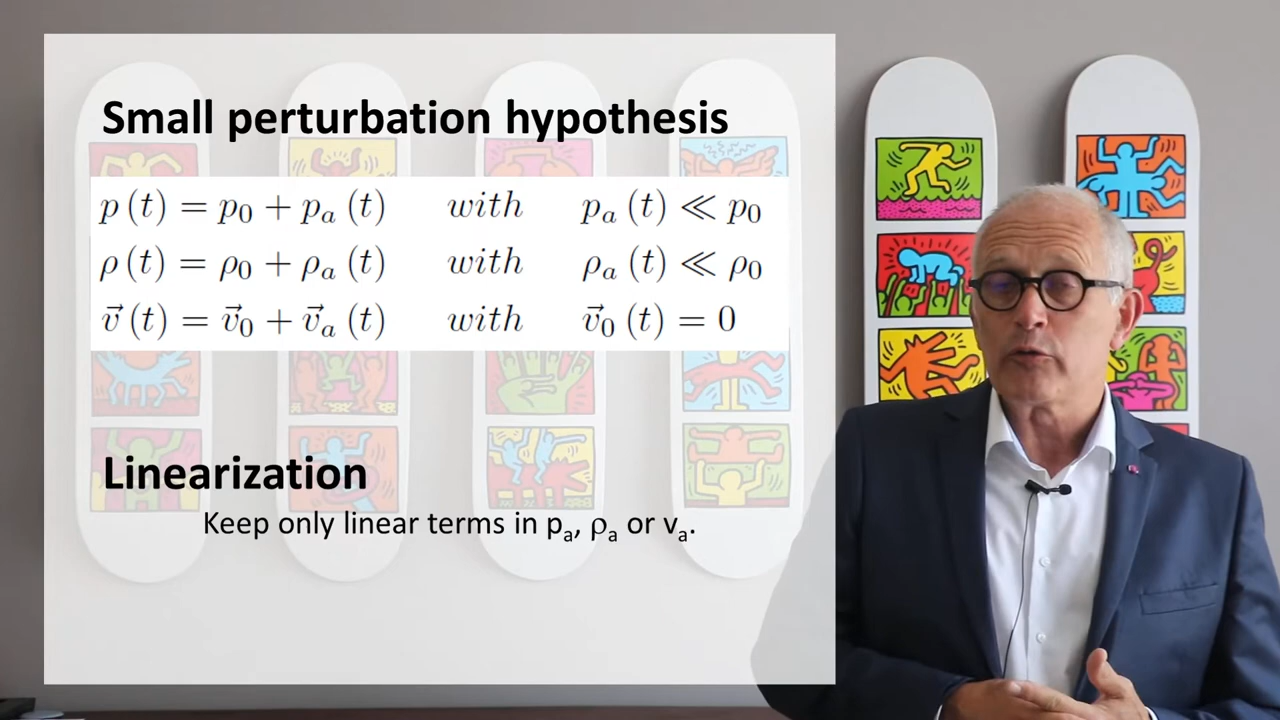 Small perturbation hypothesis
p (t) = p₀ + pₐ (t) with pₐ (t) ≪ p₀
ρ (t) = ρ₀ + ρₐ (t) with ρₐ (t) ≪ ρ₀
v⃗ (t) = v⃗₀ + v⃗ₐ (t) with v⃗₀ (t) = 0
Linearization
Keep only linear terms in pₐ, ρₐ or vₐ.